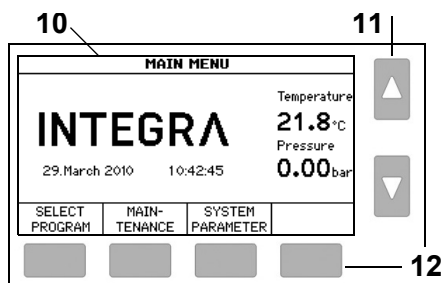 10
11
MAIN MENU
Temperature
21.8°C
Pressure
0.00bar
INTEGRA
29.March 2010 10:42:45
SELECT PROGRAM
MAIN-TENANCE
SYSTEM PARAMETER
12